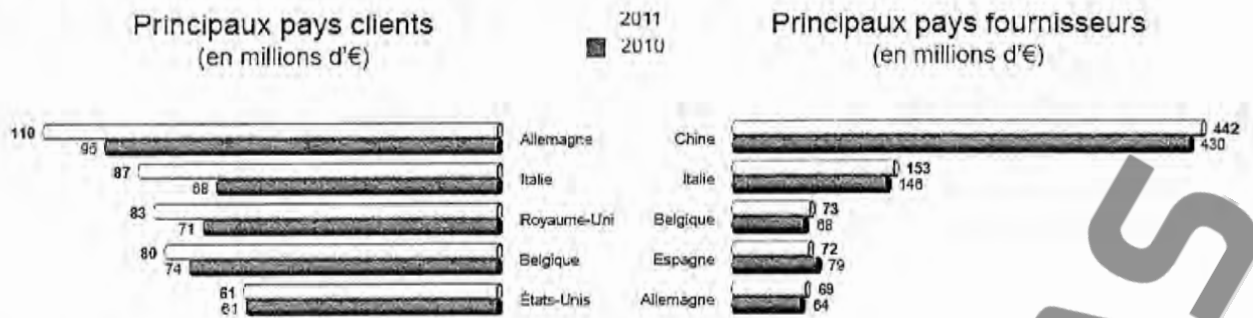 Principaux pays clients
(en millions d'€)
2011
2010
Principaux pays fournisseurs
(en millions d'€)
110
95
Allemagne
87
68
Italie
83
71
Royaume-Uni
80
74
Belgique
61
61
États-Unis
Chine
442
430
Italie
153
146
Belgique
73
68
Espagne
72
79
Allemagne
69
64